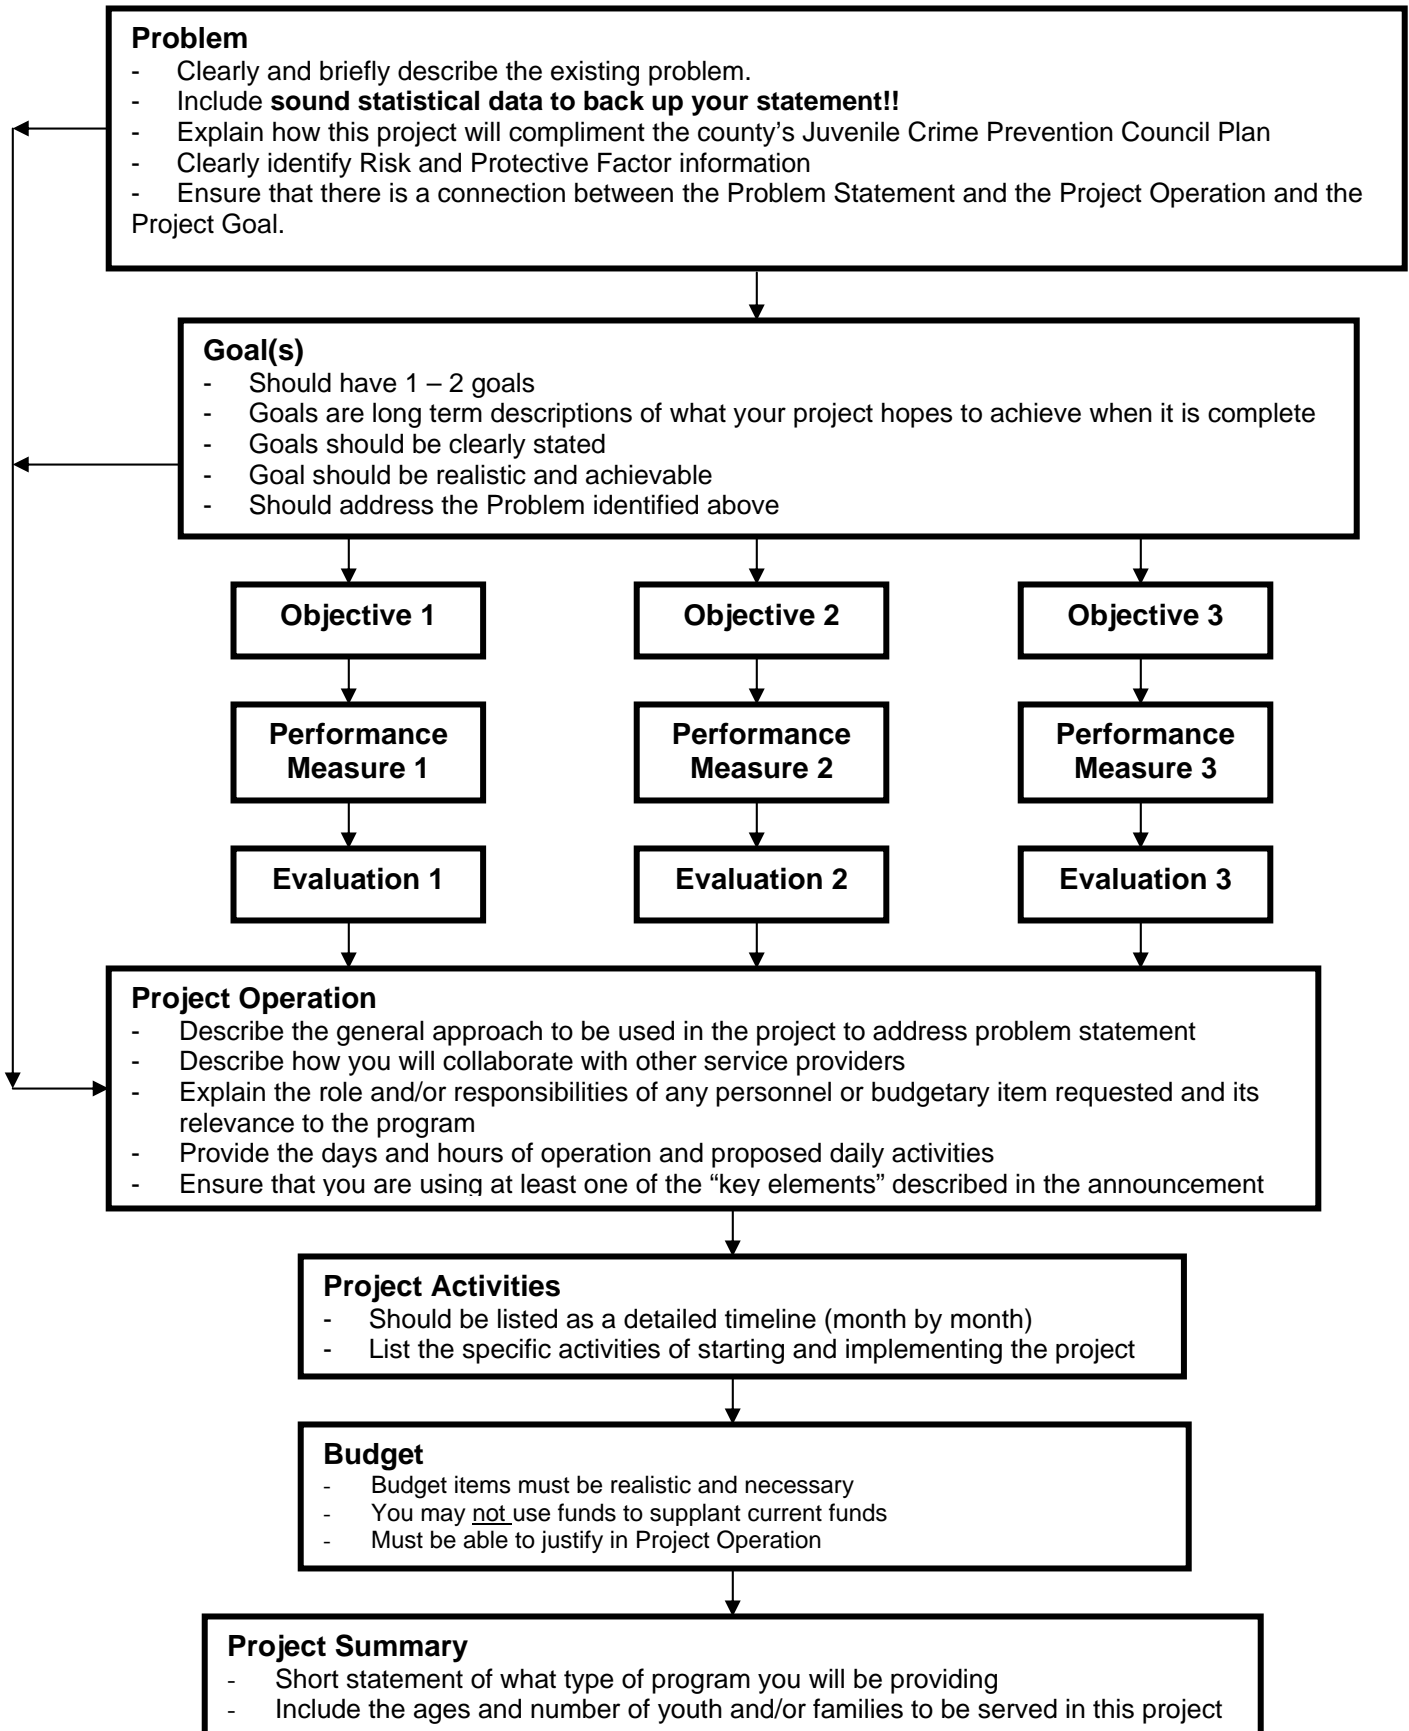 Problem
- Clearly and briefly describe the existing problem.
- Include sound statistical data to back up your statement!!
- Explain how this project will compliment the county's Juvenile Crime Prevention Council Plan
- Clearly identify Risk and Protective Factor information
- Ensure that there is a connection between the Problem Statement and the Project Operation and the
Project Goal.
Goal(s)
- Should have 1 – 2 goals
- Goals are long term descriptions of what your project hopes to achieve when it is complete
- Goals should be clearly stated
- Goal should be realistic and achievable
- Should address the Problem identified above
Objective 1
Objective 2
Objective 3
Performance
Measure 1
Performance
Measure 2
Performance
Measure 3
Evaluation 1
Evaluation 2
Evaluation 3
Project Operation
- Describe the general approach to be used in the project to address problem statement
- Describe how you will collaborate with other service providers
- Explain the role and/or responsibilities of any personnel or budgetary item requested and its
relevance to the program
- Provide the days and hours of operation and proposed daily activities
- Ensure that you are using at least one of the “key elements” described in the announcement
Project Activities
- Should be listed as a detailed timeline (month by month)
- List the specific activities of starting and implementing the project
Budget
- Budget items must be realistic and necessary
- You may not use funds to supplant current funds
- Must be able to justify in Project Operation
Project Summary
- Short statement of what type of program you will be providing
- Include the ages and number of youth and/or families to be served in this project